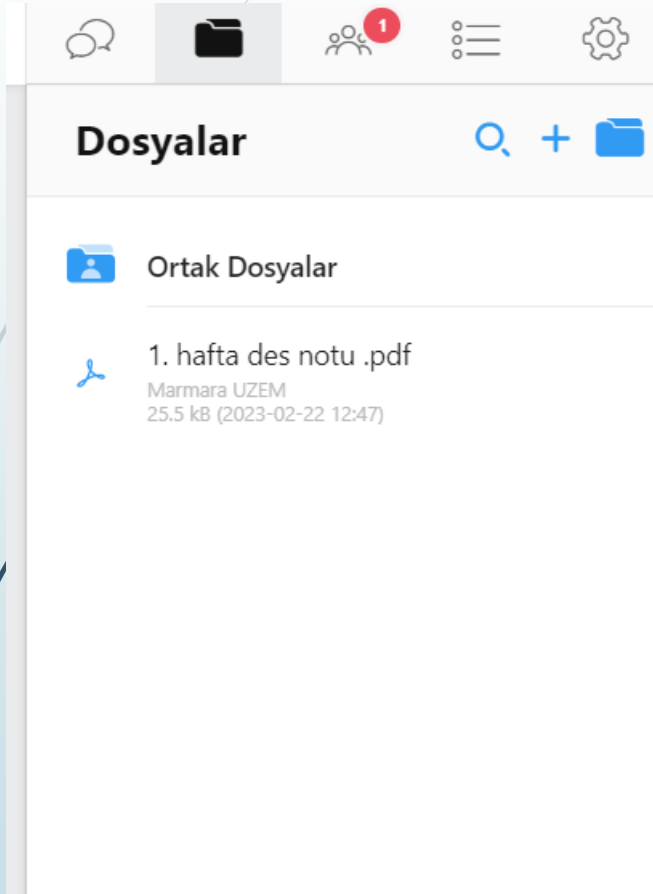 1
Dosyalar
Ortak Dosyalar
1. hafta des notu .pdf
Marmara UZEM
25.5 kB (2023-02-22 12:47)